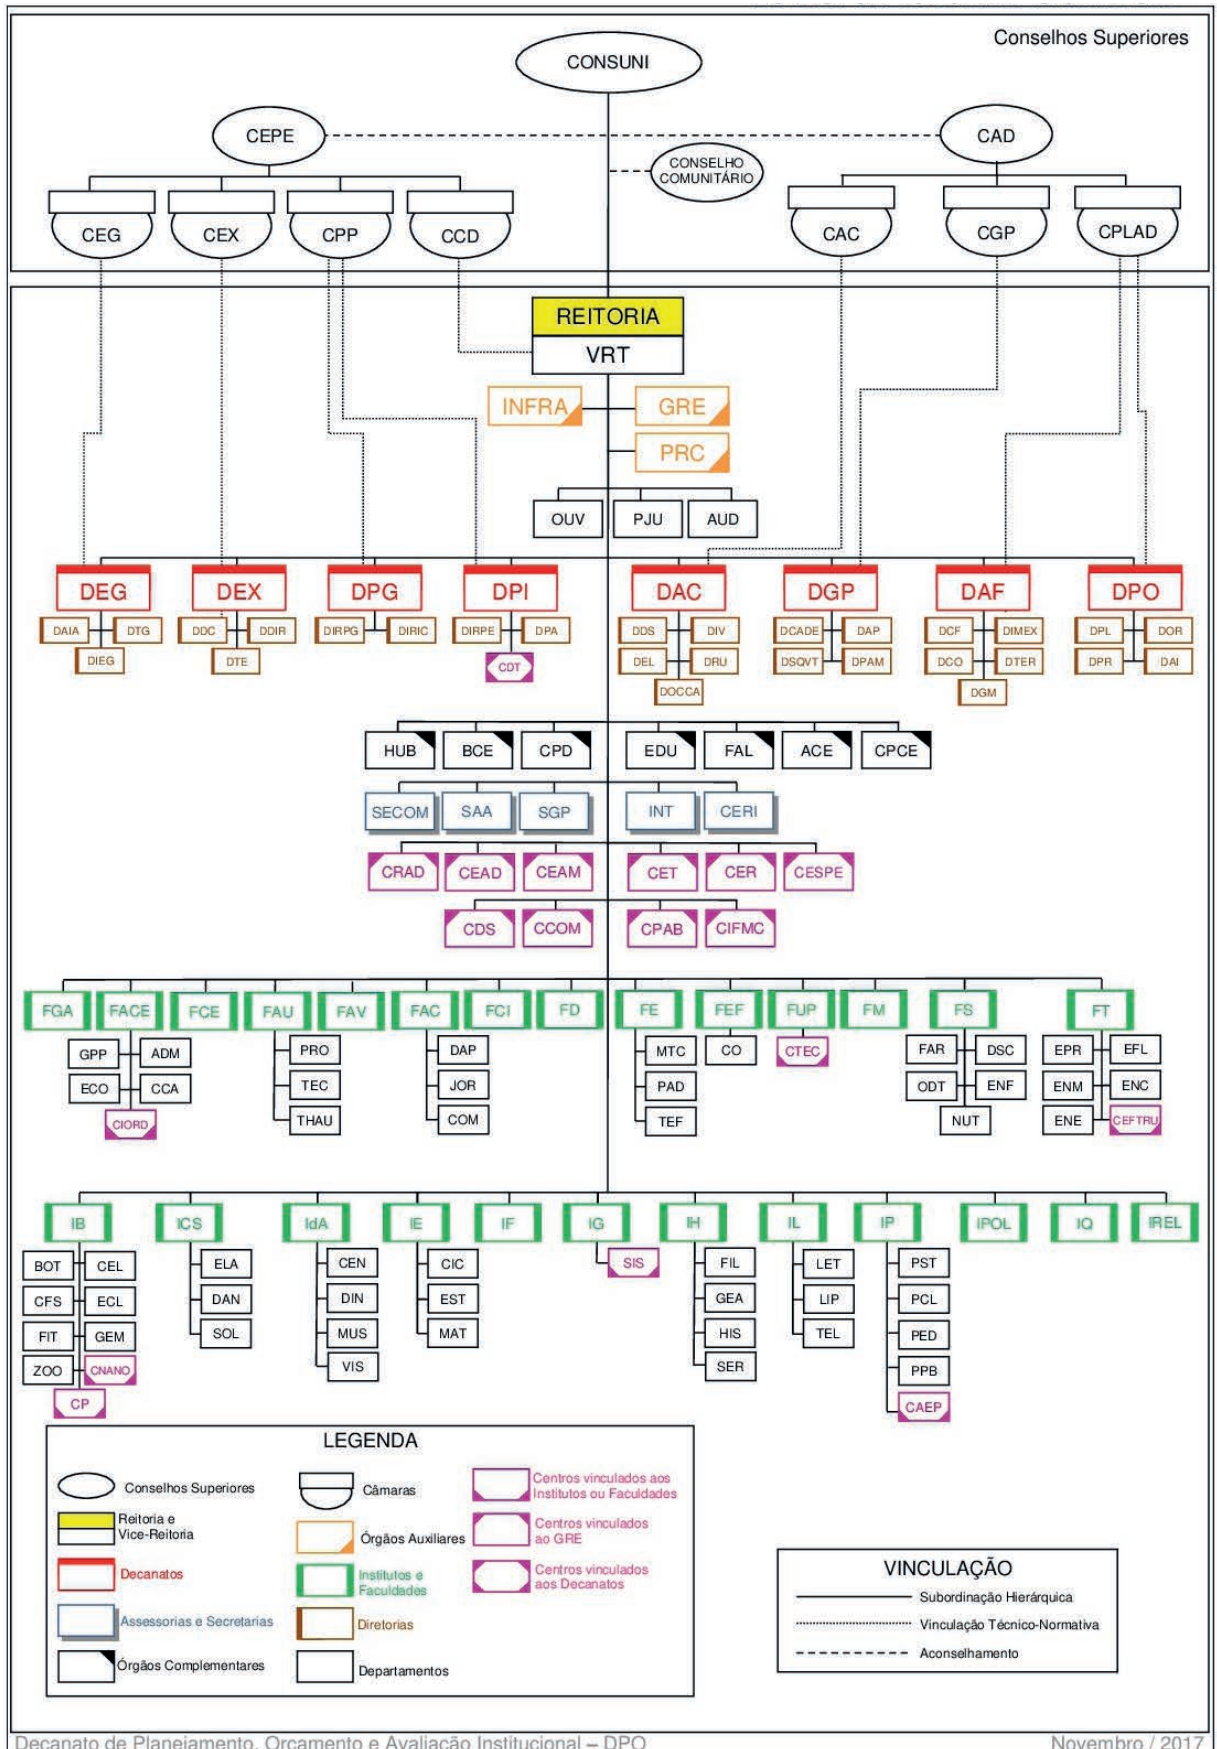 Conselhos Superiores
CONSUNI
CEPE
CAD
CONSELHO
COMUNITÁRIO
CEG
CEX
CPP
CCD
CAC
CGP
CPLAD
REITORIA
VRT
INFRA
GRE
PRC
OUV
PJU
AUD
DEG
DEX
DPG
DPI
DAC
DGP
DAF
DPO
DAIA
DTG
DDC
DDIR
DIRPG
DIRIC
DIRPE
DPA
DDS
DIV
DCADE
DAP
DCF
DIMEX
DPL
DOR
DIEG
DTE
CDT
DEL
DRU
DSQVT
DPAM
DCO
DTER
DPR
DAI
DOCCA
DGM
HUB
BCE
CPD
EDU
FAL
ACE
CPCE
SECOM
SAA
SGP
INT
CERI
CRAD
CEAD
CEAM
CET
CER
CESPE
CDS
CCOM
CPAB
CIFMC
FGA
FACE
FCE
FAU
FAV
FAC
FCI
FD
FE
FEF
FUP
FM
FS
FT
GPP
ADM
PRO
DAP
MTC
CO
CTEC
FAR
DSC
EPR
EFL
ECO
CCA
TEC
JOR
PAD
ODT
ENF
ENM
ENC
CIORD
THAU
COM
TEF
NUT
ENE
CEFTRU
IB
ICS
IdA
IE
IF
IG
IH
IL
IP
IPOL
IQ
IREL
BOT
CEL
ELA
CEN
CIC
SIS
FIL
LET
PST
CFS
ECL
DAN
DIN
EST
GEA
LIP
PCL
FIT
GEM
SOL
MUS
MAT
HIS
TEL
PED
ZOO
CNANO
VIS
SER
PPB
CP
CAEP
LEGENDA
Conselhos Superiores
Reitoria e
Vice-Reitoria
Decanatos
Assessorias e Secretarias
Órgãos Complementares
Câmaras
Órgãos Auxiliares
Institutos e
Faculdades
Diretorias
Departamentos
Centros vinculados aos
Institutos ou Faculdades
Centros vinculados
ao GRE
Centros vinculados
aos Decanatos
VINCULAÇÃO
Subordinação Hierárquica
Vinculação Técnico-Normativa
Aconselhamento
Decanato de Planejamento, Orçamento e Avaliação Institucional – DPO
Novembro / 2017